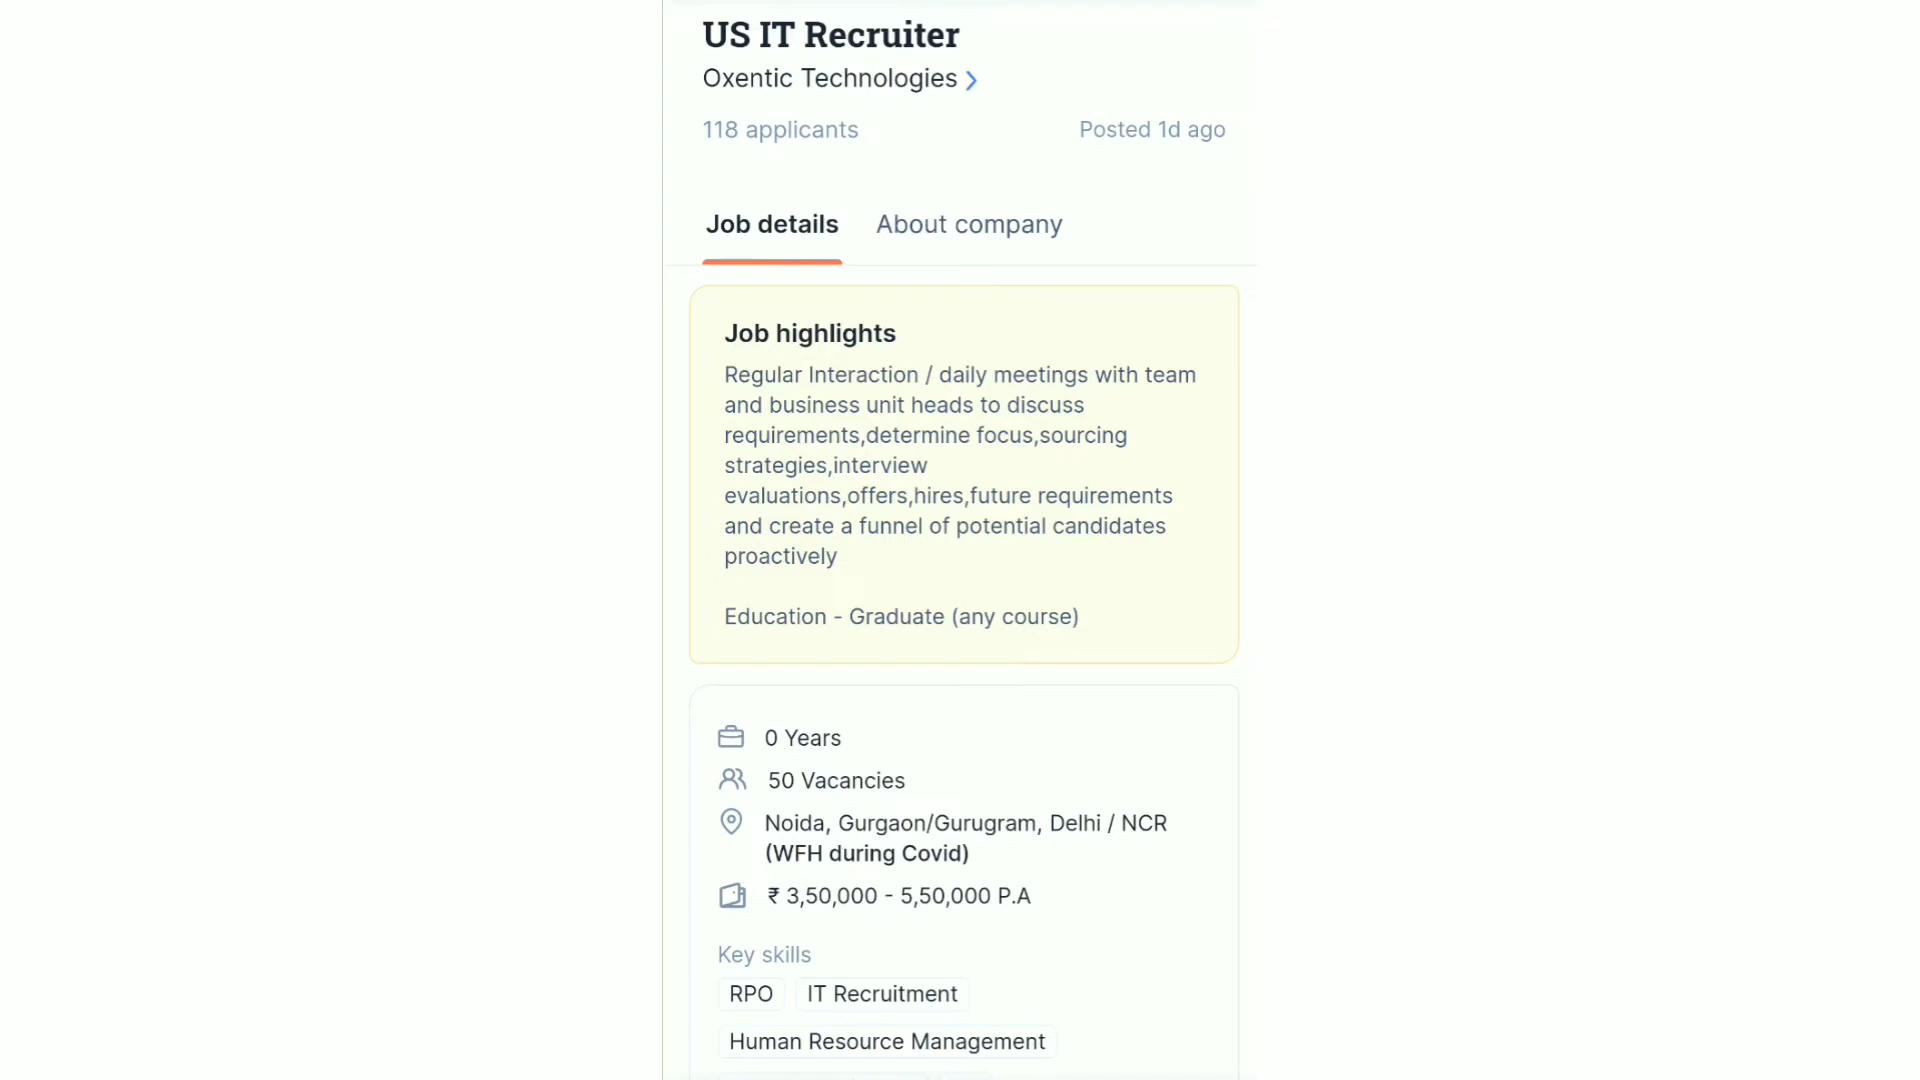 US IT Recruiter
Oxentic Technologies
118 applicants
Posted 1d ago
Job details
About company
Job highlights
Regular Interaction / daily meetings with team
and business unit heads to discuss
requirements,determine focus,sourcing
strategies,interview
evaluations,offers,hires,future requirements
and create a funnel of potential candidates
proactively
Education - Graduate (any course)
0 Years
50 Vacancies
Noida, Gurgaon/Gurugram, Delhi / NCR
(WFH during Covid)
₹ 3,50,000 - 5,50,000 P.A
Key skills
RPO
IT Recruitment
Human Resource Management